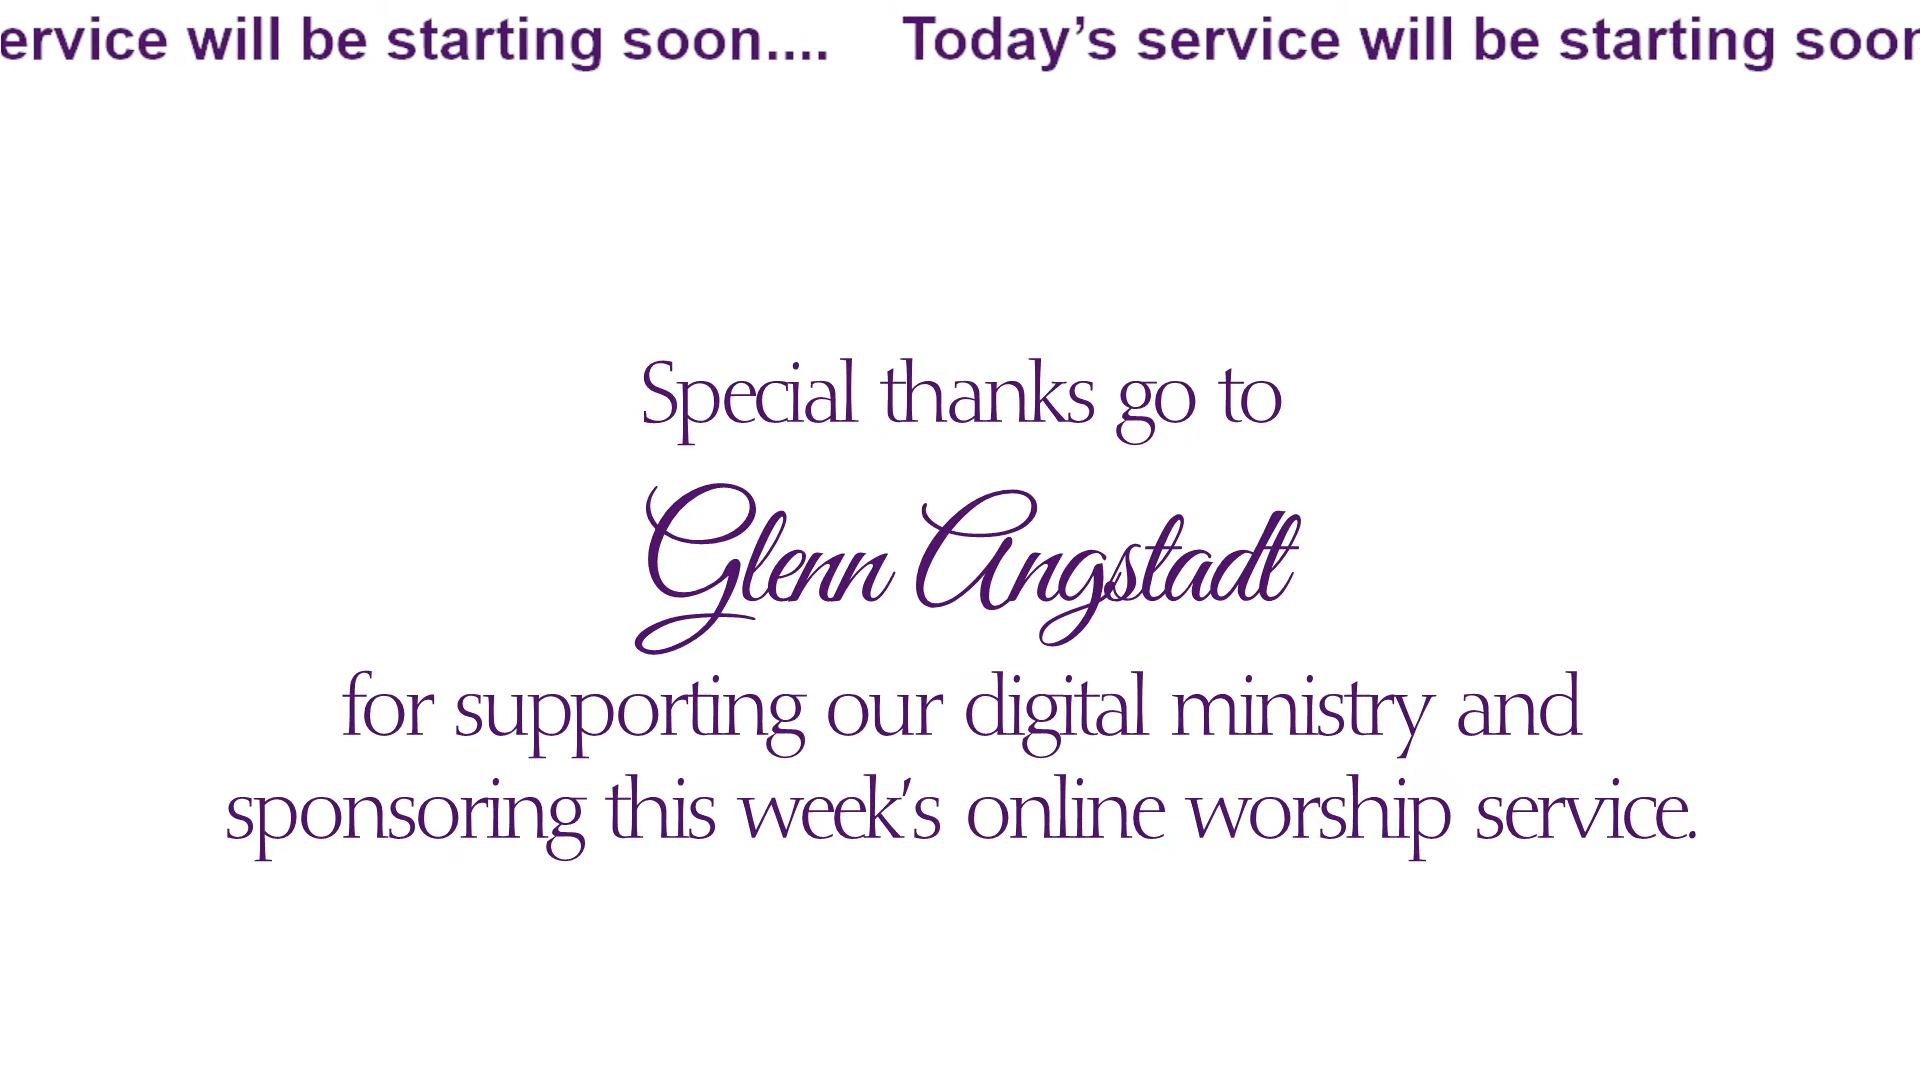 ervice will be starting soon.... Today’s service will be starting soon
Special thanks go to
Glenn Angstadt
for supporting our digital ministry and
sponsoring this week's online worship service.